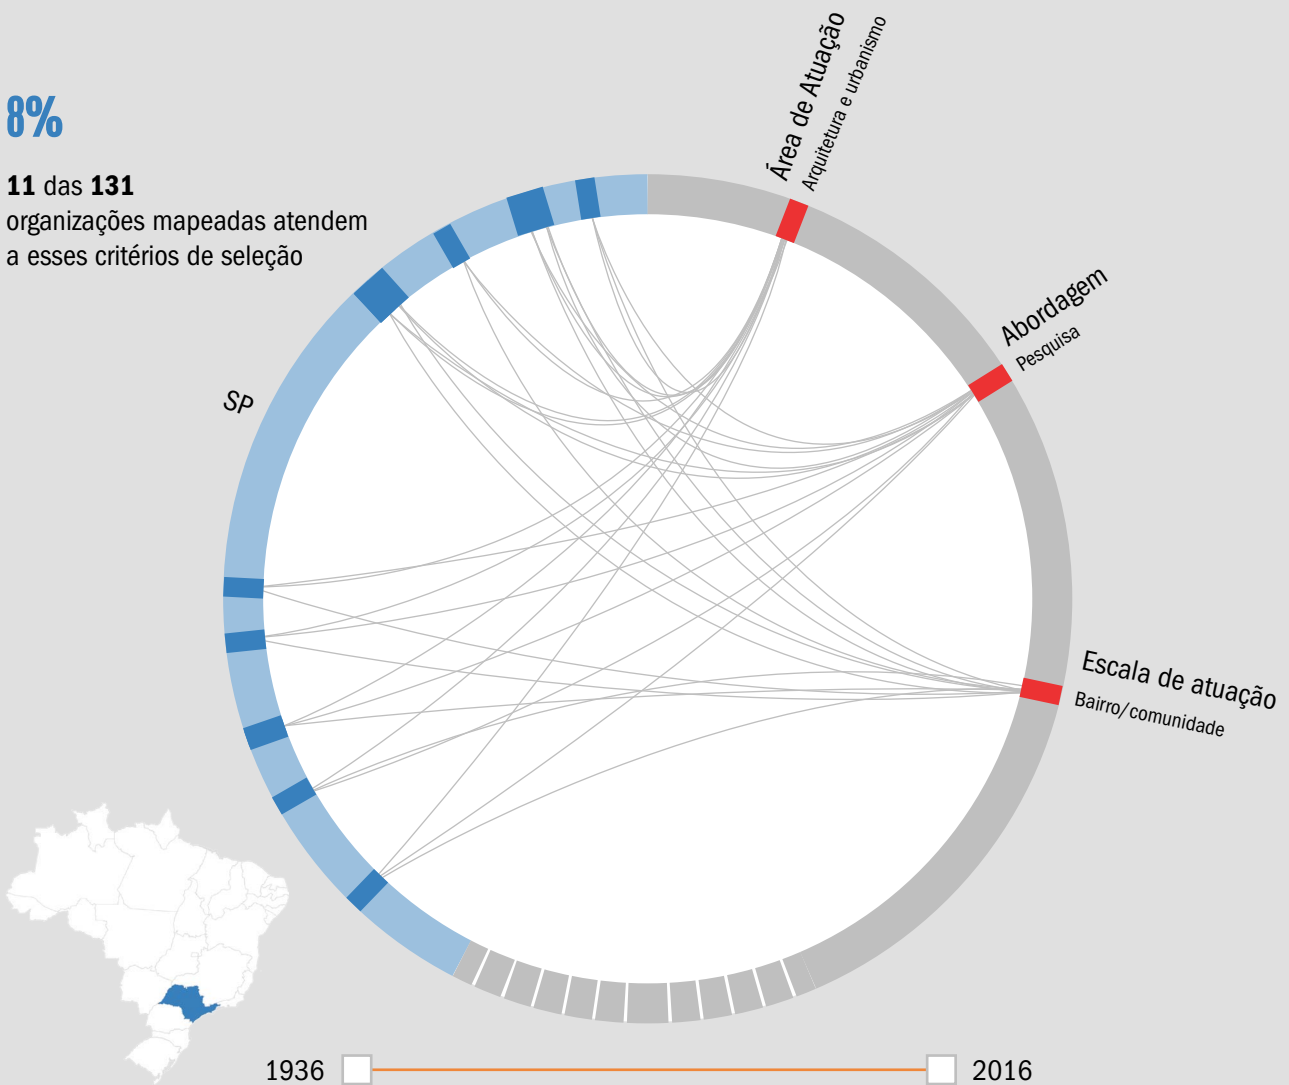 8%
11 das 131
organizações mapeadas atendem
a esses critérios de seleção
Área de Atuação
Arquitetura e urbanismo
Abordagem
Pesquisa
SP
Escala de atuação
Bairro/comunidade
1936
2016